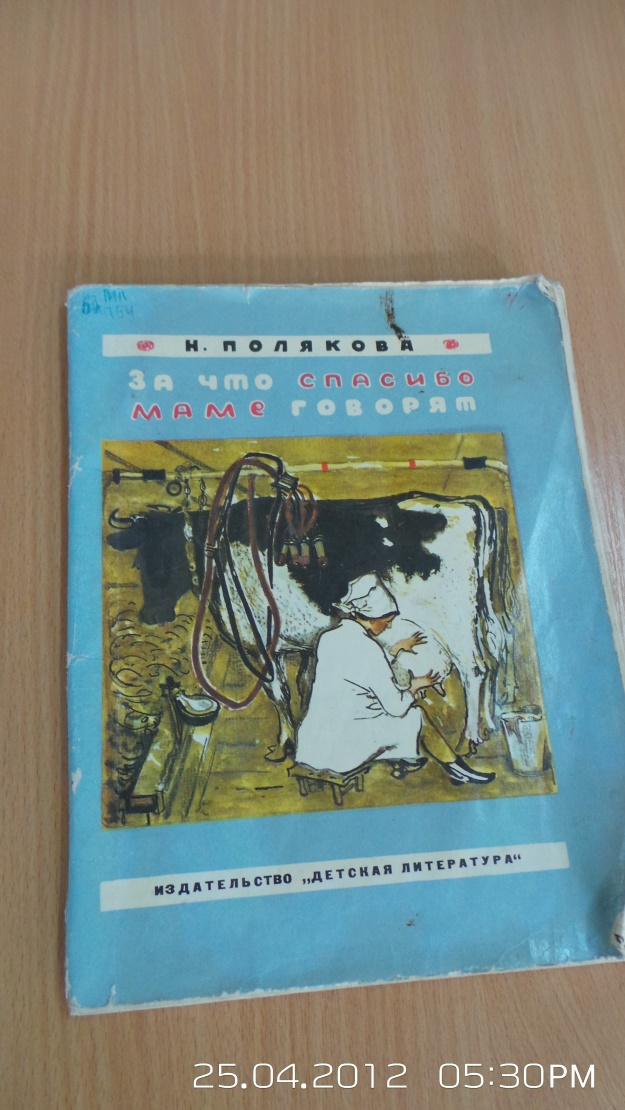 Н. ПОЛЯКОВА
За что спасибо
маме говорят
ИЗДАТЕЛЬСТВО „ДЕТСКАЯ ЛИТЕРАТУРА“
25.04.2012 05:30PM